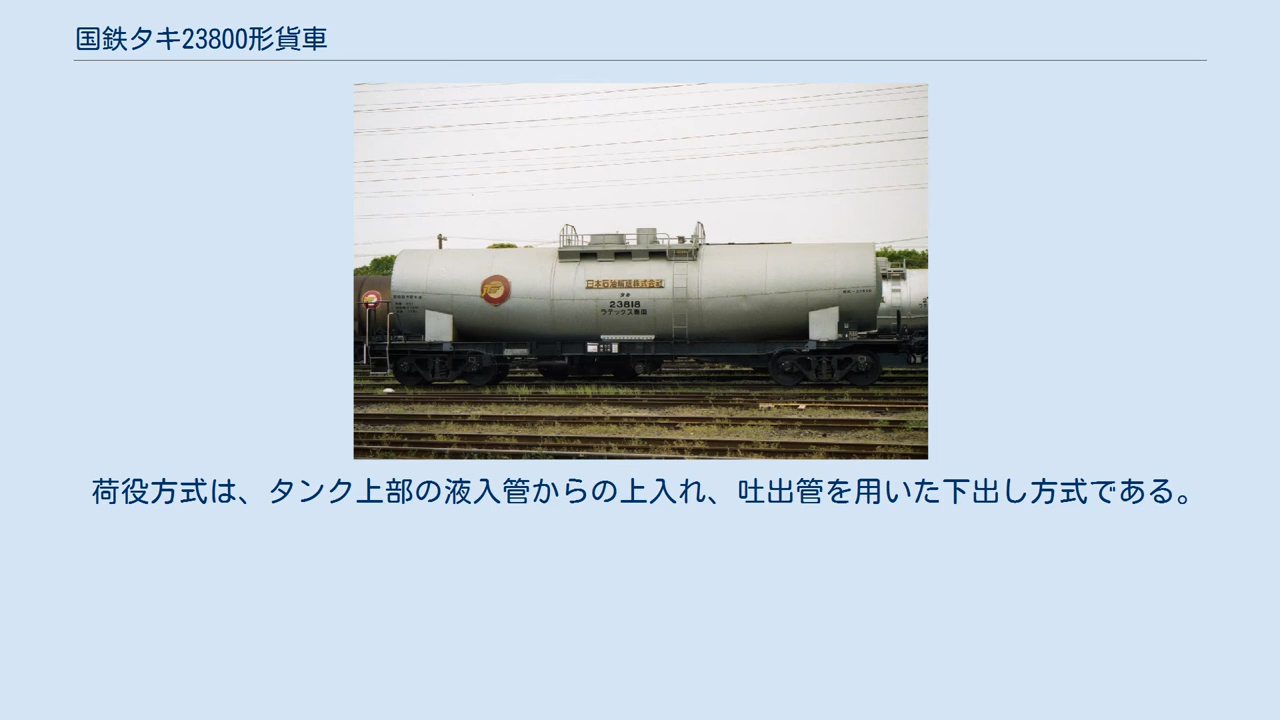 国鉄タキ23800形貨車
日本石油輸送株式会社
タキ
23818
ラテックス専用
荷役方式は、タンク上部の液入管からの上入れ、吐出管を用いた下出し方式である。